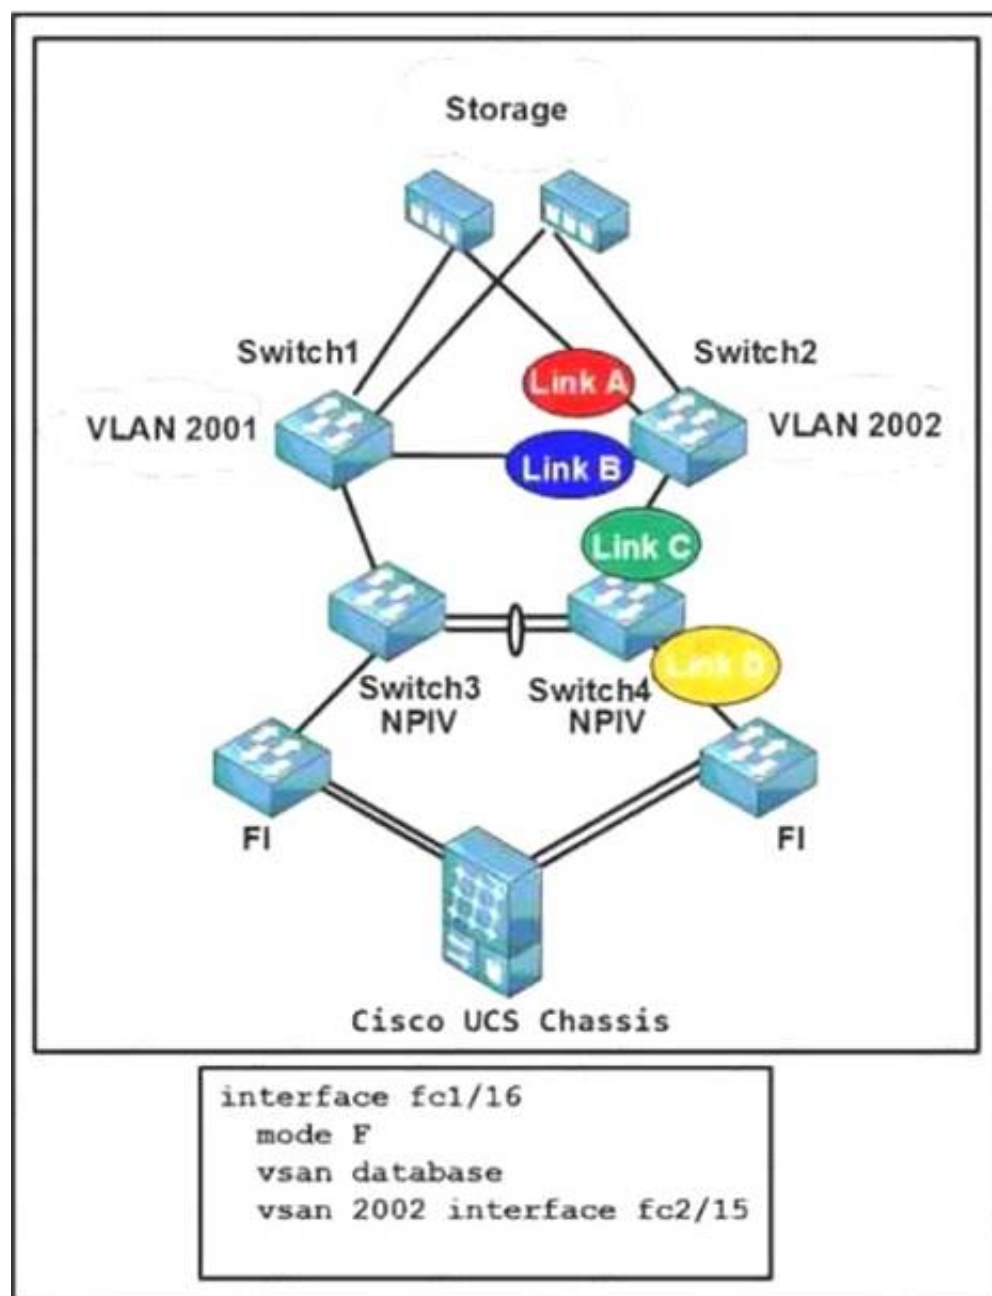 Storage
Switch1
Switch2
Link A
VLAN 2001
VLAN 2002
Link B
Link C
Link D
Switch3
NPIV
Switch4
NPIV
FI
FI
Cisco UCS Chassis
interface fc1/16
mode F
vsan database
vsan 2002 interface fc2/15